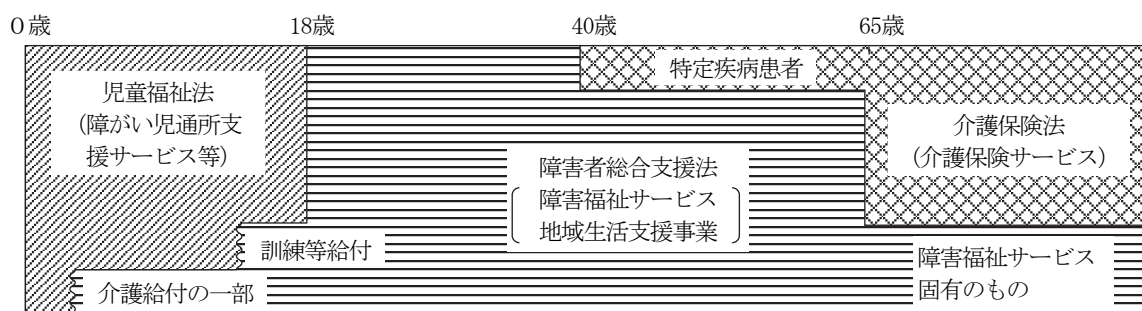 0歳
18歳
40歳
65歳
特定疾病患者
児童福祉法
(障がい児通所支
援サービス等)
介護保険法
(介護保険サービス)
障害者総合支援法
障害福祉サービス
地域生活支援事業
訓練等給付
障害福祉サービス
固有のもの
介護給付の一部